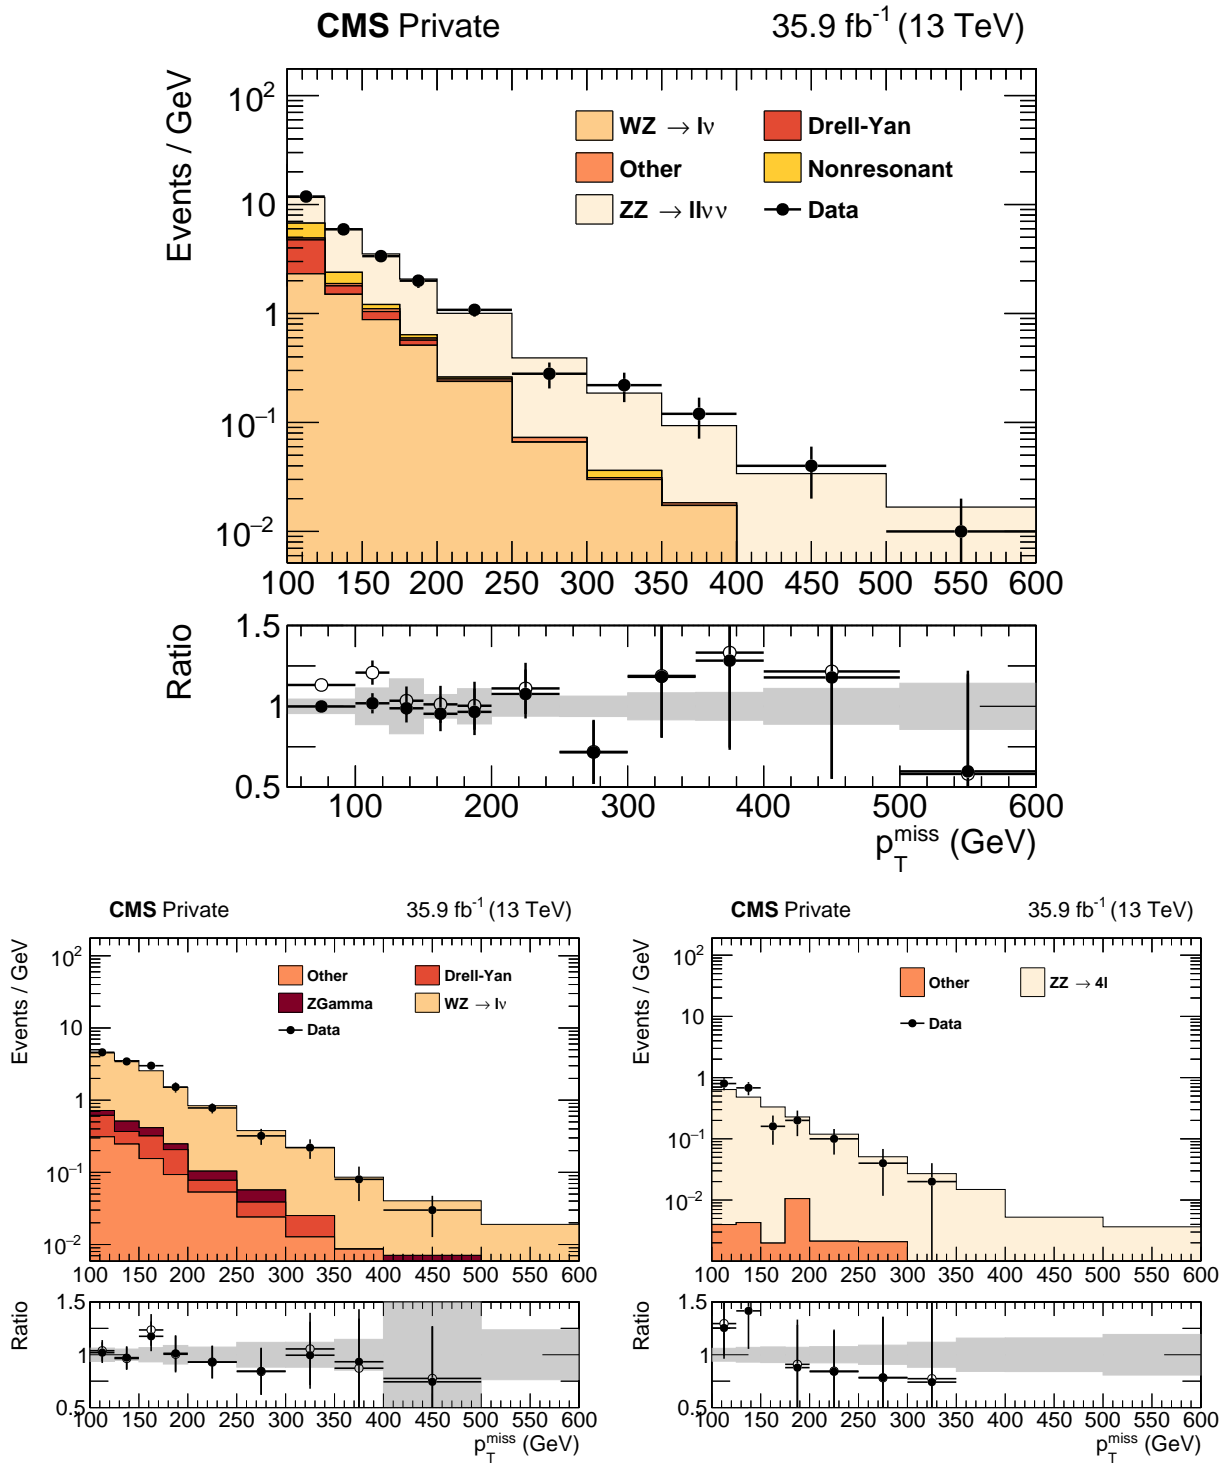 CMS Private 35.9 fb⁻¹ (13 TeV)
Events / GeV
10²
10
1
10⁻¹
10⁻²
WZ → lν Drell-Yan
Other Nonresonant
ZZ → llνν Data
100 150 200 250 300 350 400 450 500 550 600
Ratio
1.5
1
0.5
100 200 300 400 500 600
p_T^miss (GeV)
CMS Private 35.9 fb⁻¹ (13 TeV)
Events / GeV
10²
10
1
10⁻¹
10⁻²
Other Drell-Yan
ZGamma WZ → lν
Data
100 150 200 250 300 350 400 450 500 550 600
Ratio
1.5
1
0.5
100 150 200 250 300 350 400 450 500 550 600
p_T^miss (GeV)
CMS Private 35.9 fb⁻¹ (13 TeV)
Events / GeV
10²
10
1
10⁻¹
10⁻²
Other ZZ → 4l
Data
100 150 200 250 300 350 400 450 500 550 600
Ratio
1.5
1
0.5
100 150 200 250 300 350 400 450 500 550 600
p_T^miss (GeV)